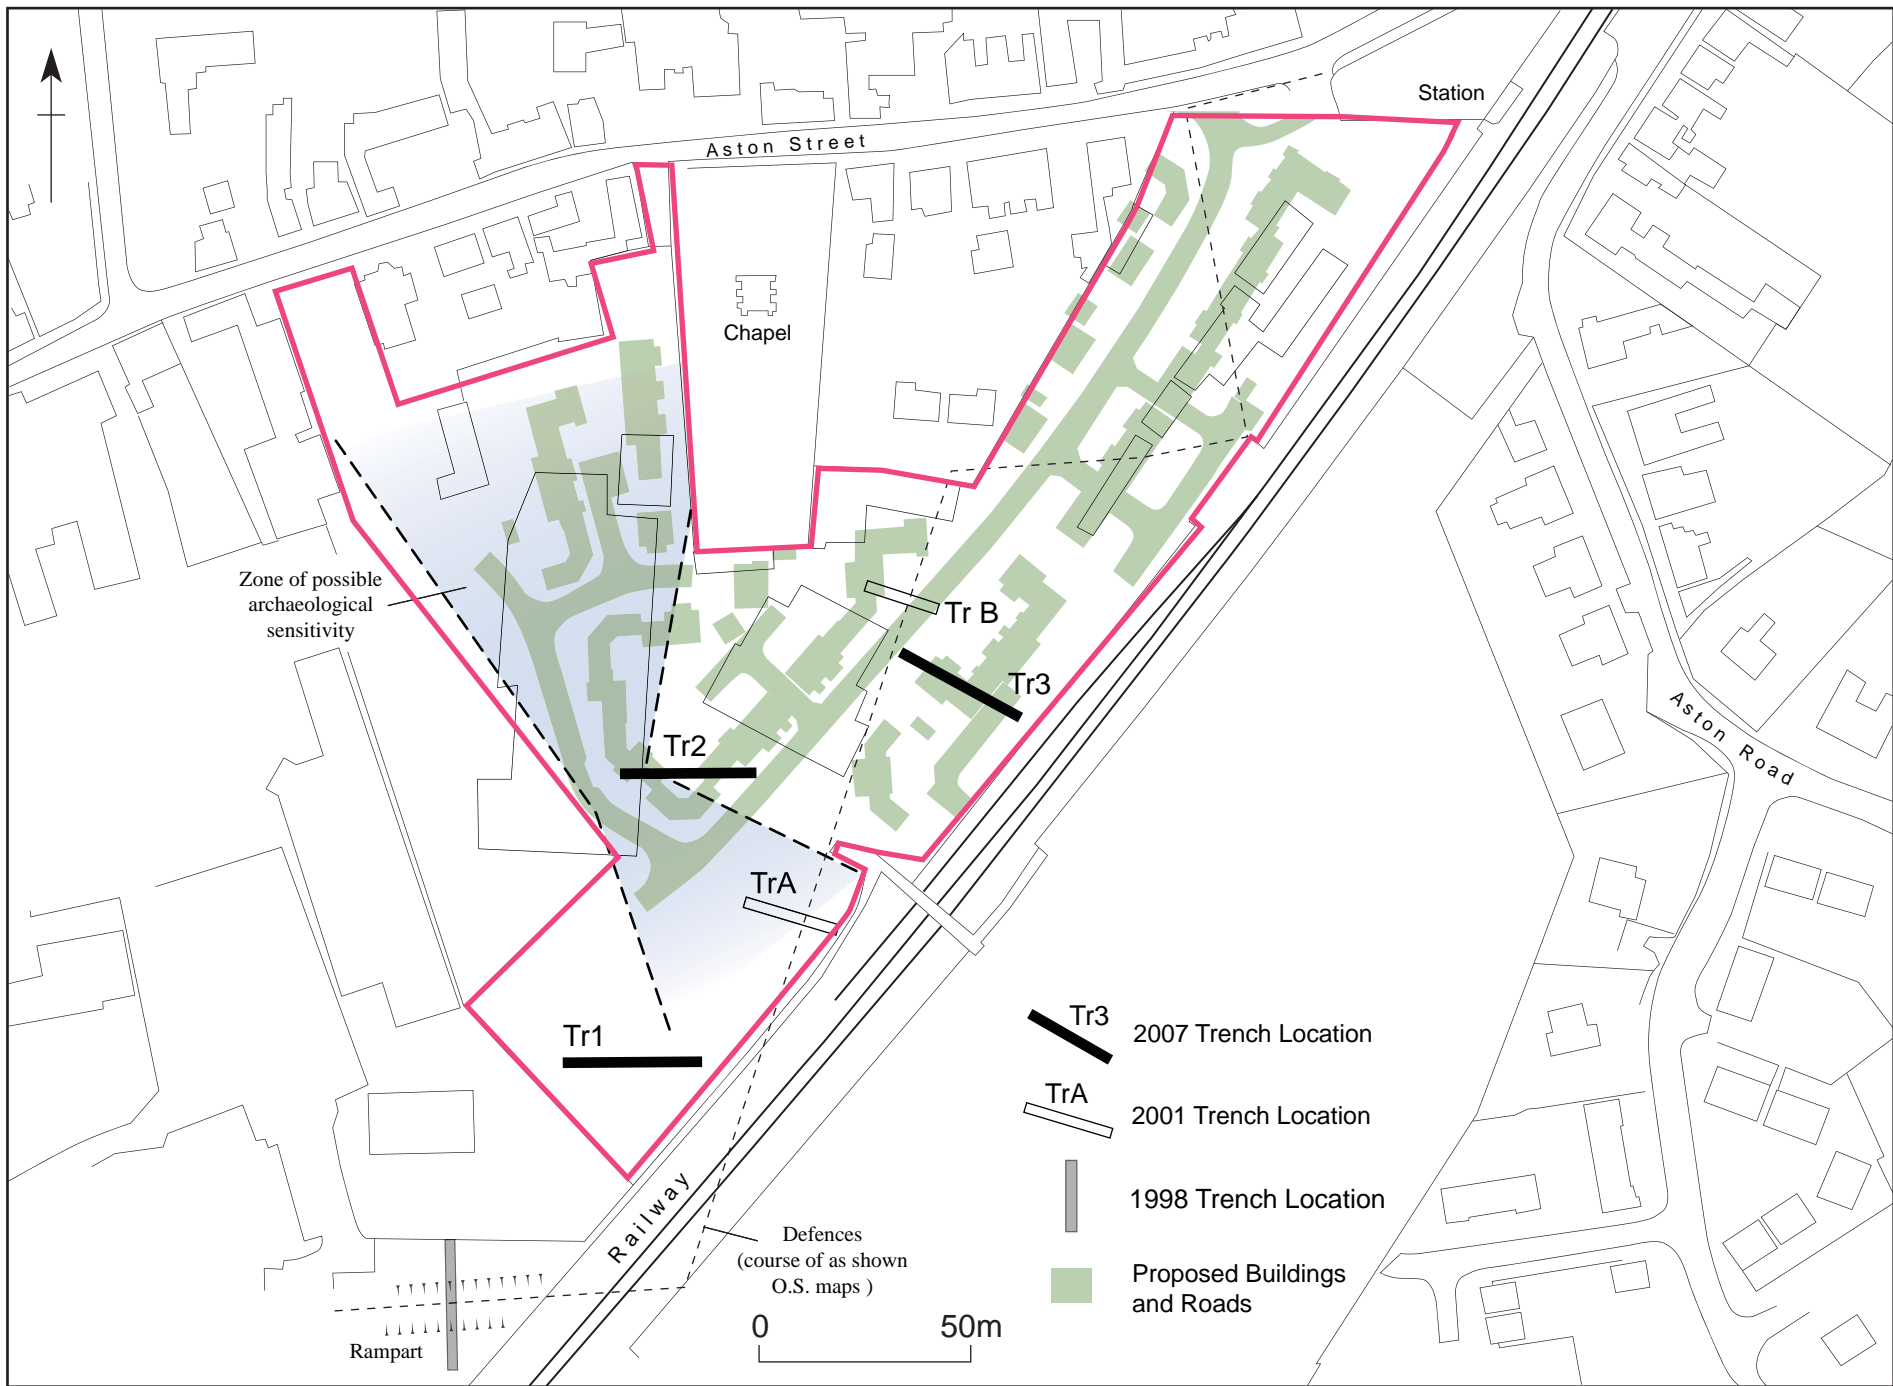 Station
Aston Street
Chapel
Zone of possible
archaeological
sensitivity
Tr B
Tr3
Aston Road
Tr2
TrA
Tr1
Tr3
2007 Trench Location
TrA
2001 Trench Location
1998 Trench Location
Railway
Defences
(course of as shown
O.S. maps )
Proposed Buildings
and Roads
0 50m
Rampart